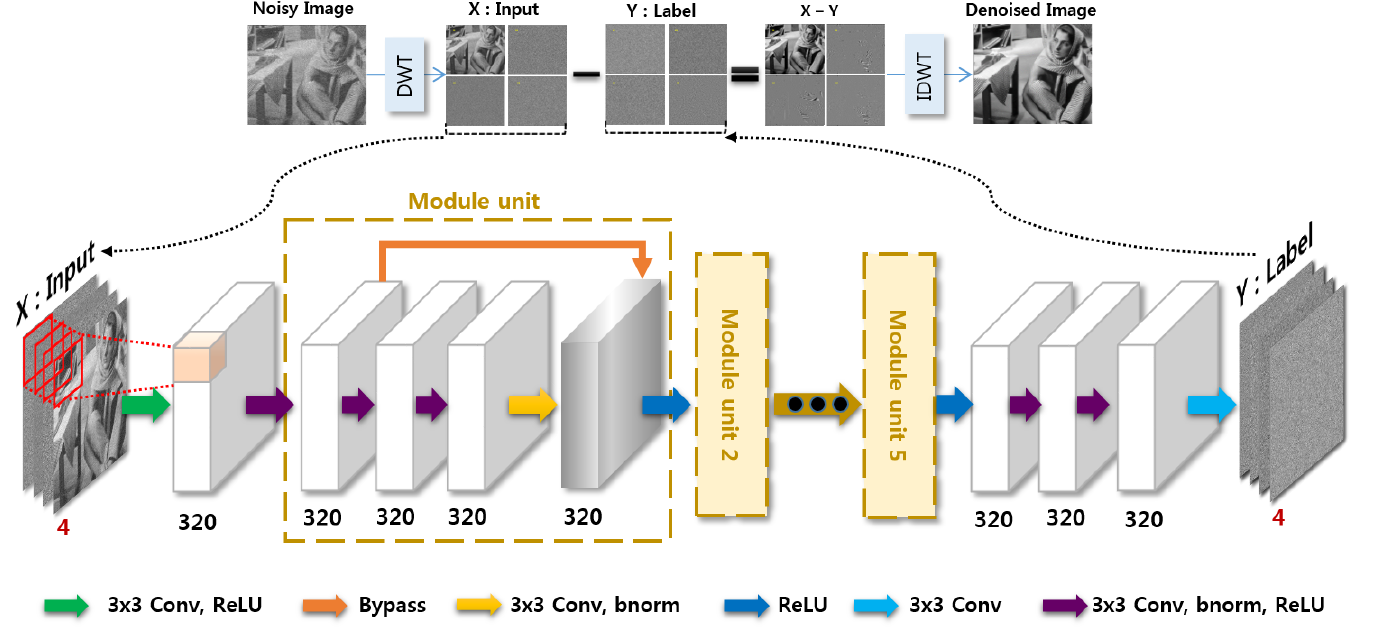 Noisy Image
X : Input
Y : Label
X – Y
Denoised Image
DWT
IDWT
Module unit
X : Input
Y : Label
Module unit 2
Module unit 5
4
320
320
320
320
320
320
320
320
4
3x3 Conv, ReLU
Bypass
3x3 Conv, bnorm
ReLU
3x3 Conv
3x3 Conv, bnorm, ReLU